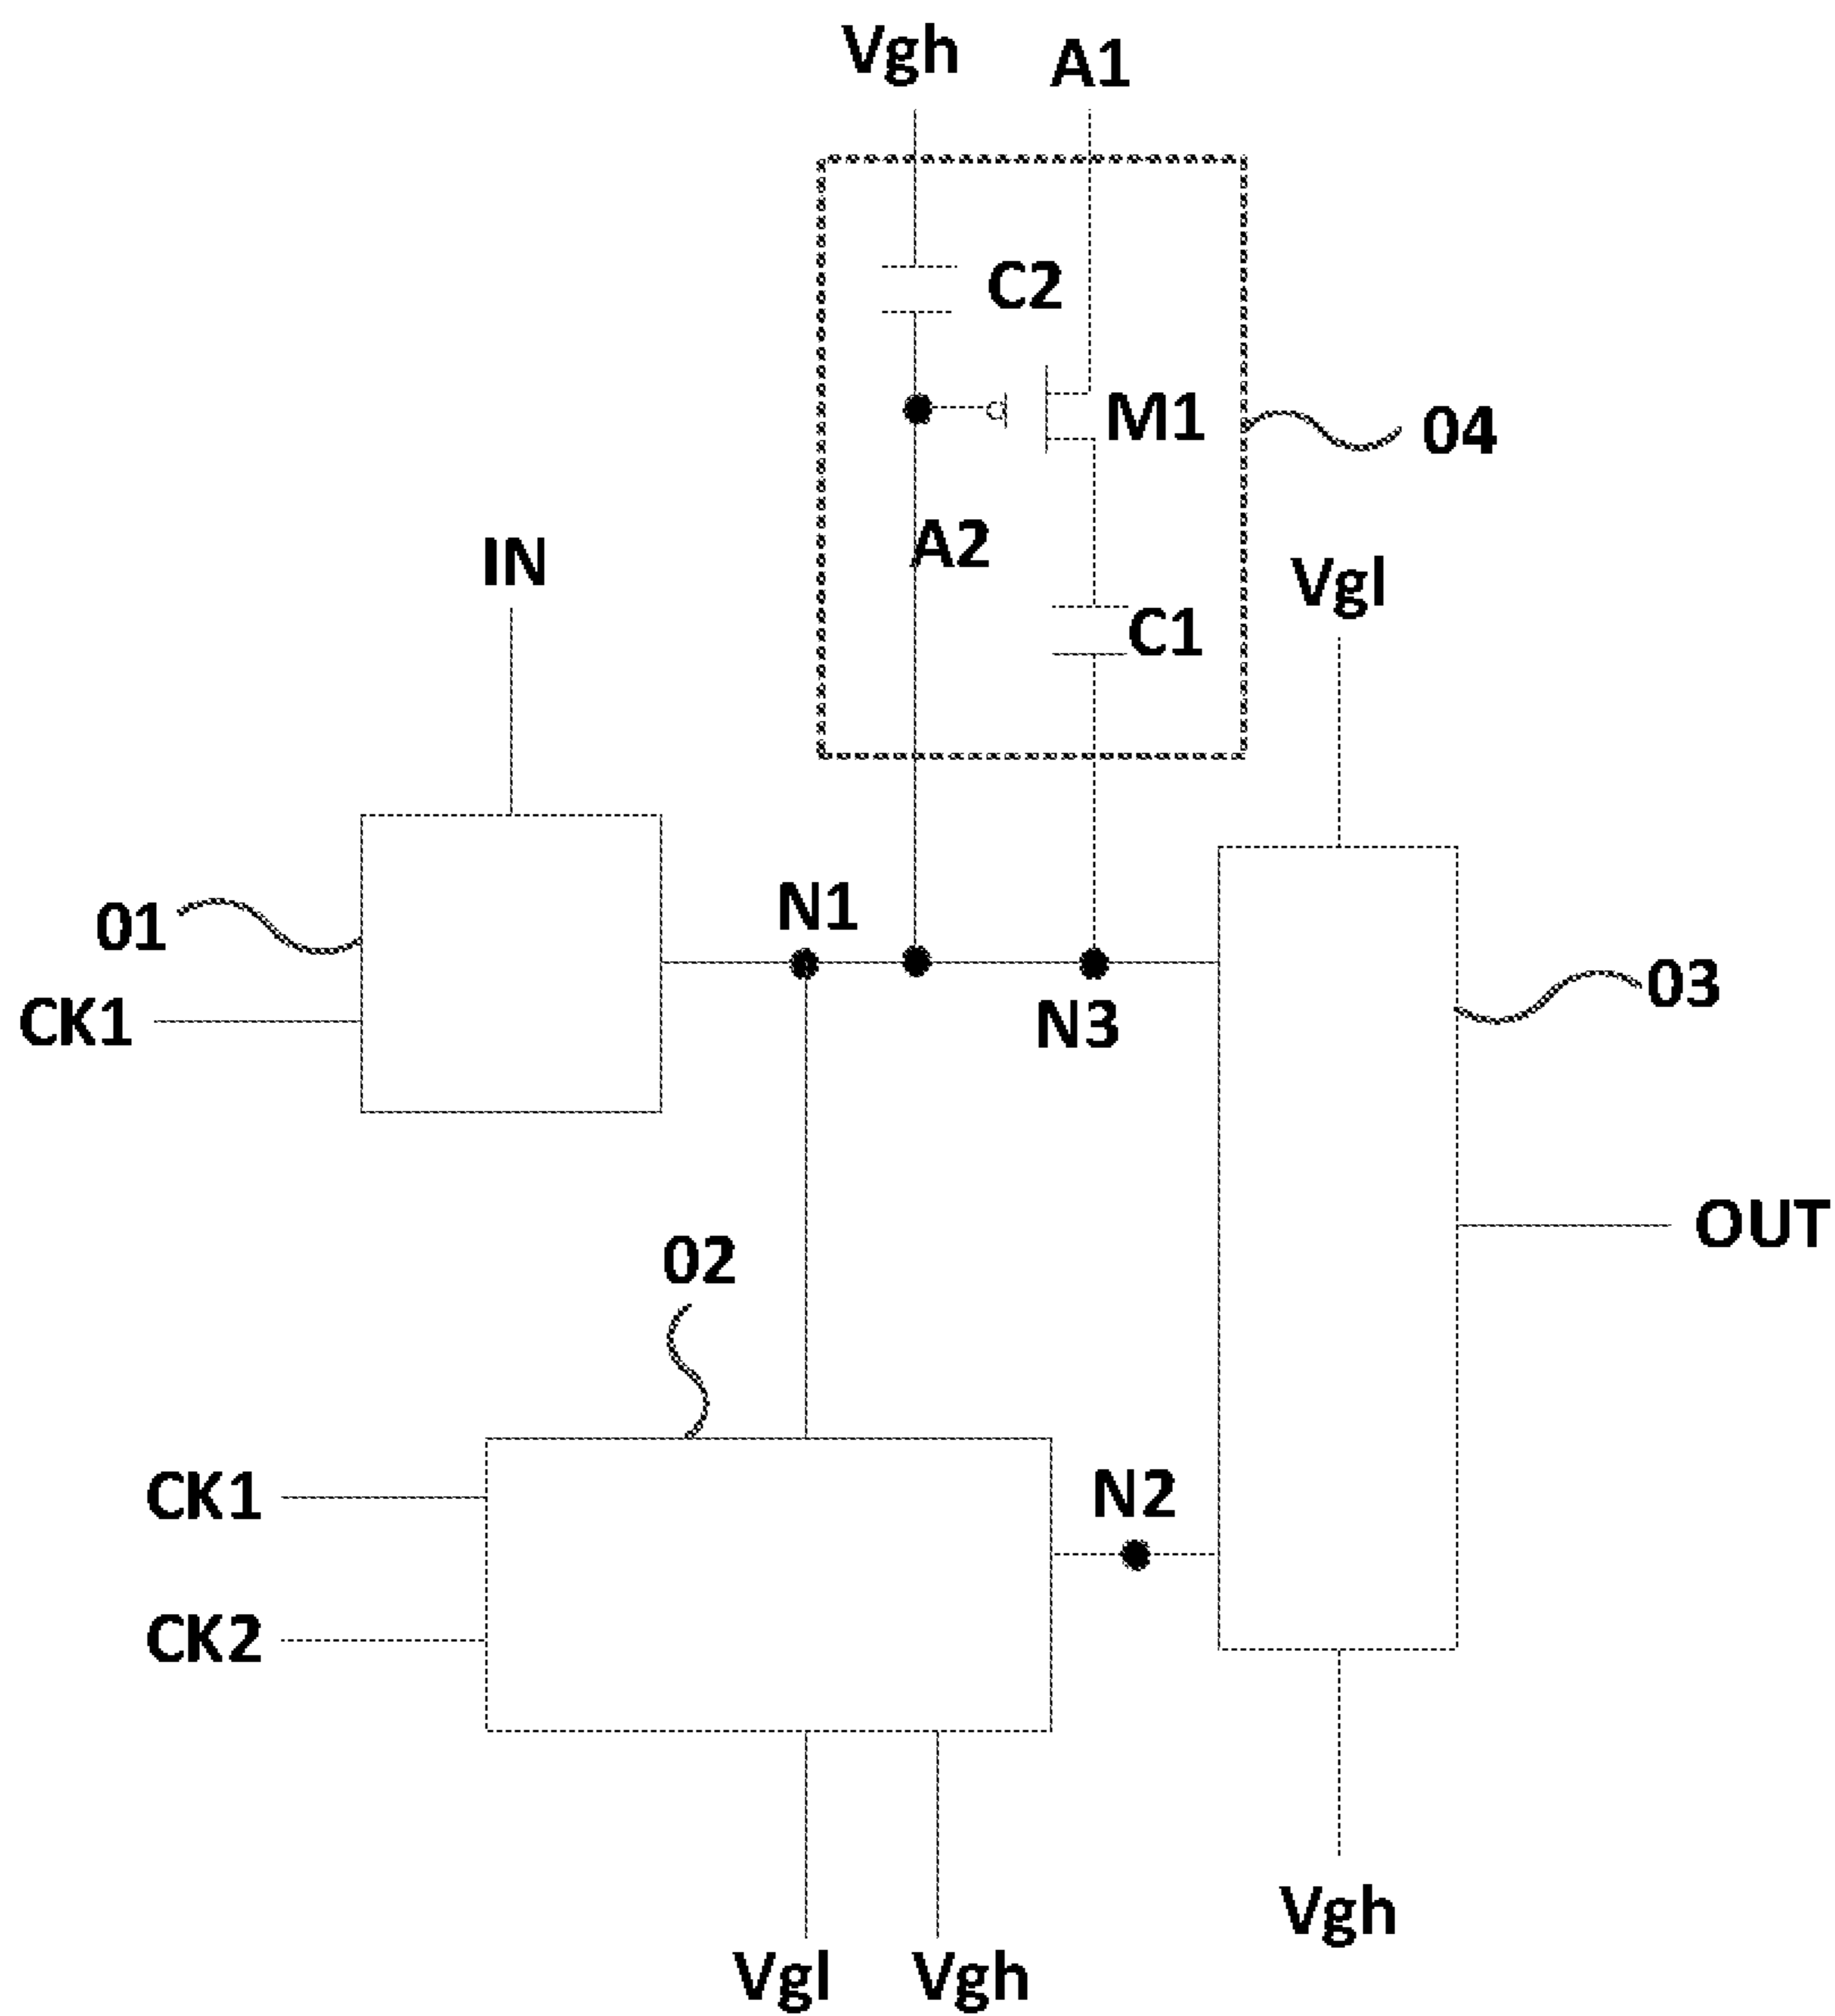 Vgh A1
C2
M1
04
A2
IN
Vgl
C1
N1
01
03
CK1
N3
OUT
02
CK1
N2
CK2
Vgh
Vgl Vgh